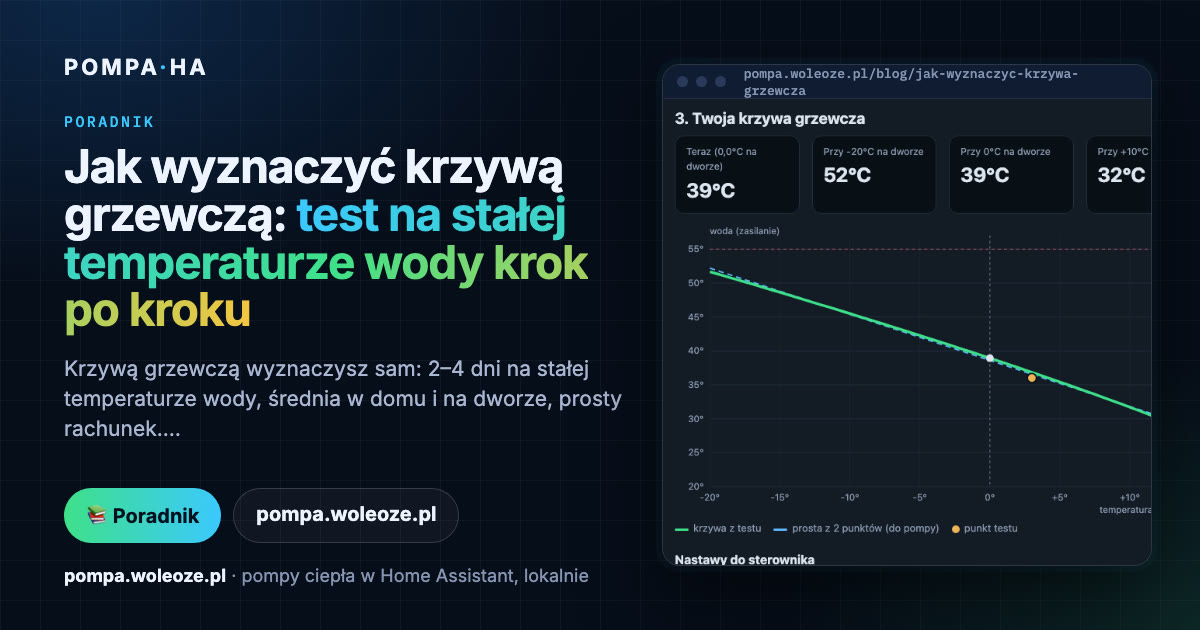 POMPA·HA
PORADNIK
Jak wyznaczyć krzywą
grzewczą: test na stałej
temperaturze wody krok
po kroku
Krzywą grzewczą wyznaczysz sam: 2–4 dni na stałej
temperaturze wody, średnia w domu i na dworze, prosty
rachunek....
📚 Poradnik
pompa.woleoze.pl
pompa.woleoze.pl · pompy ciepła w Home Assistant, lokalnie
pompa.woleoze.pl/blog/jak-wyznaczyc-krzywa-
grzewcza
3. Twoja krzywa grzewcza
Teraz (0,0°C na
dworze)
39°C
Przy -20°C na dworze
52°C
Przy 0°C na dworze
39°C
Przy +10°C
32°C
woda (zasilanie)
55°
50°
45°
40°
35°
30°
25°
20°
-20° -15° -10° -5° 0° +5° +10°
temperatura
krzywa z testu prosta z 2 punktów (do pompy) punkt testu
Nastawy do sterownika